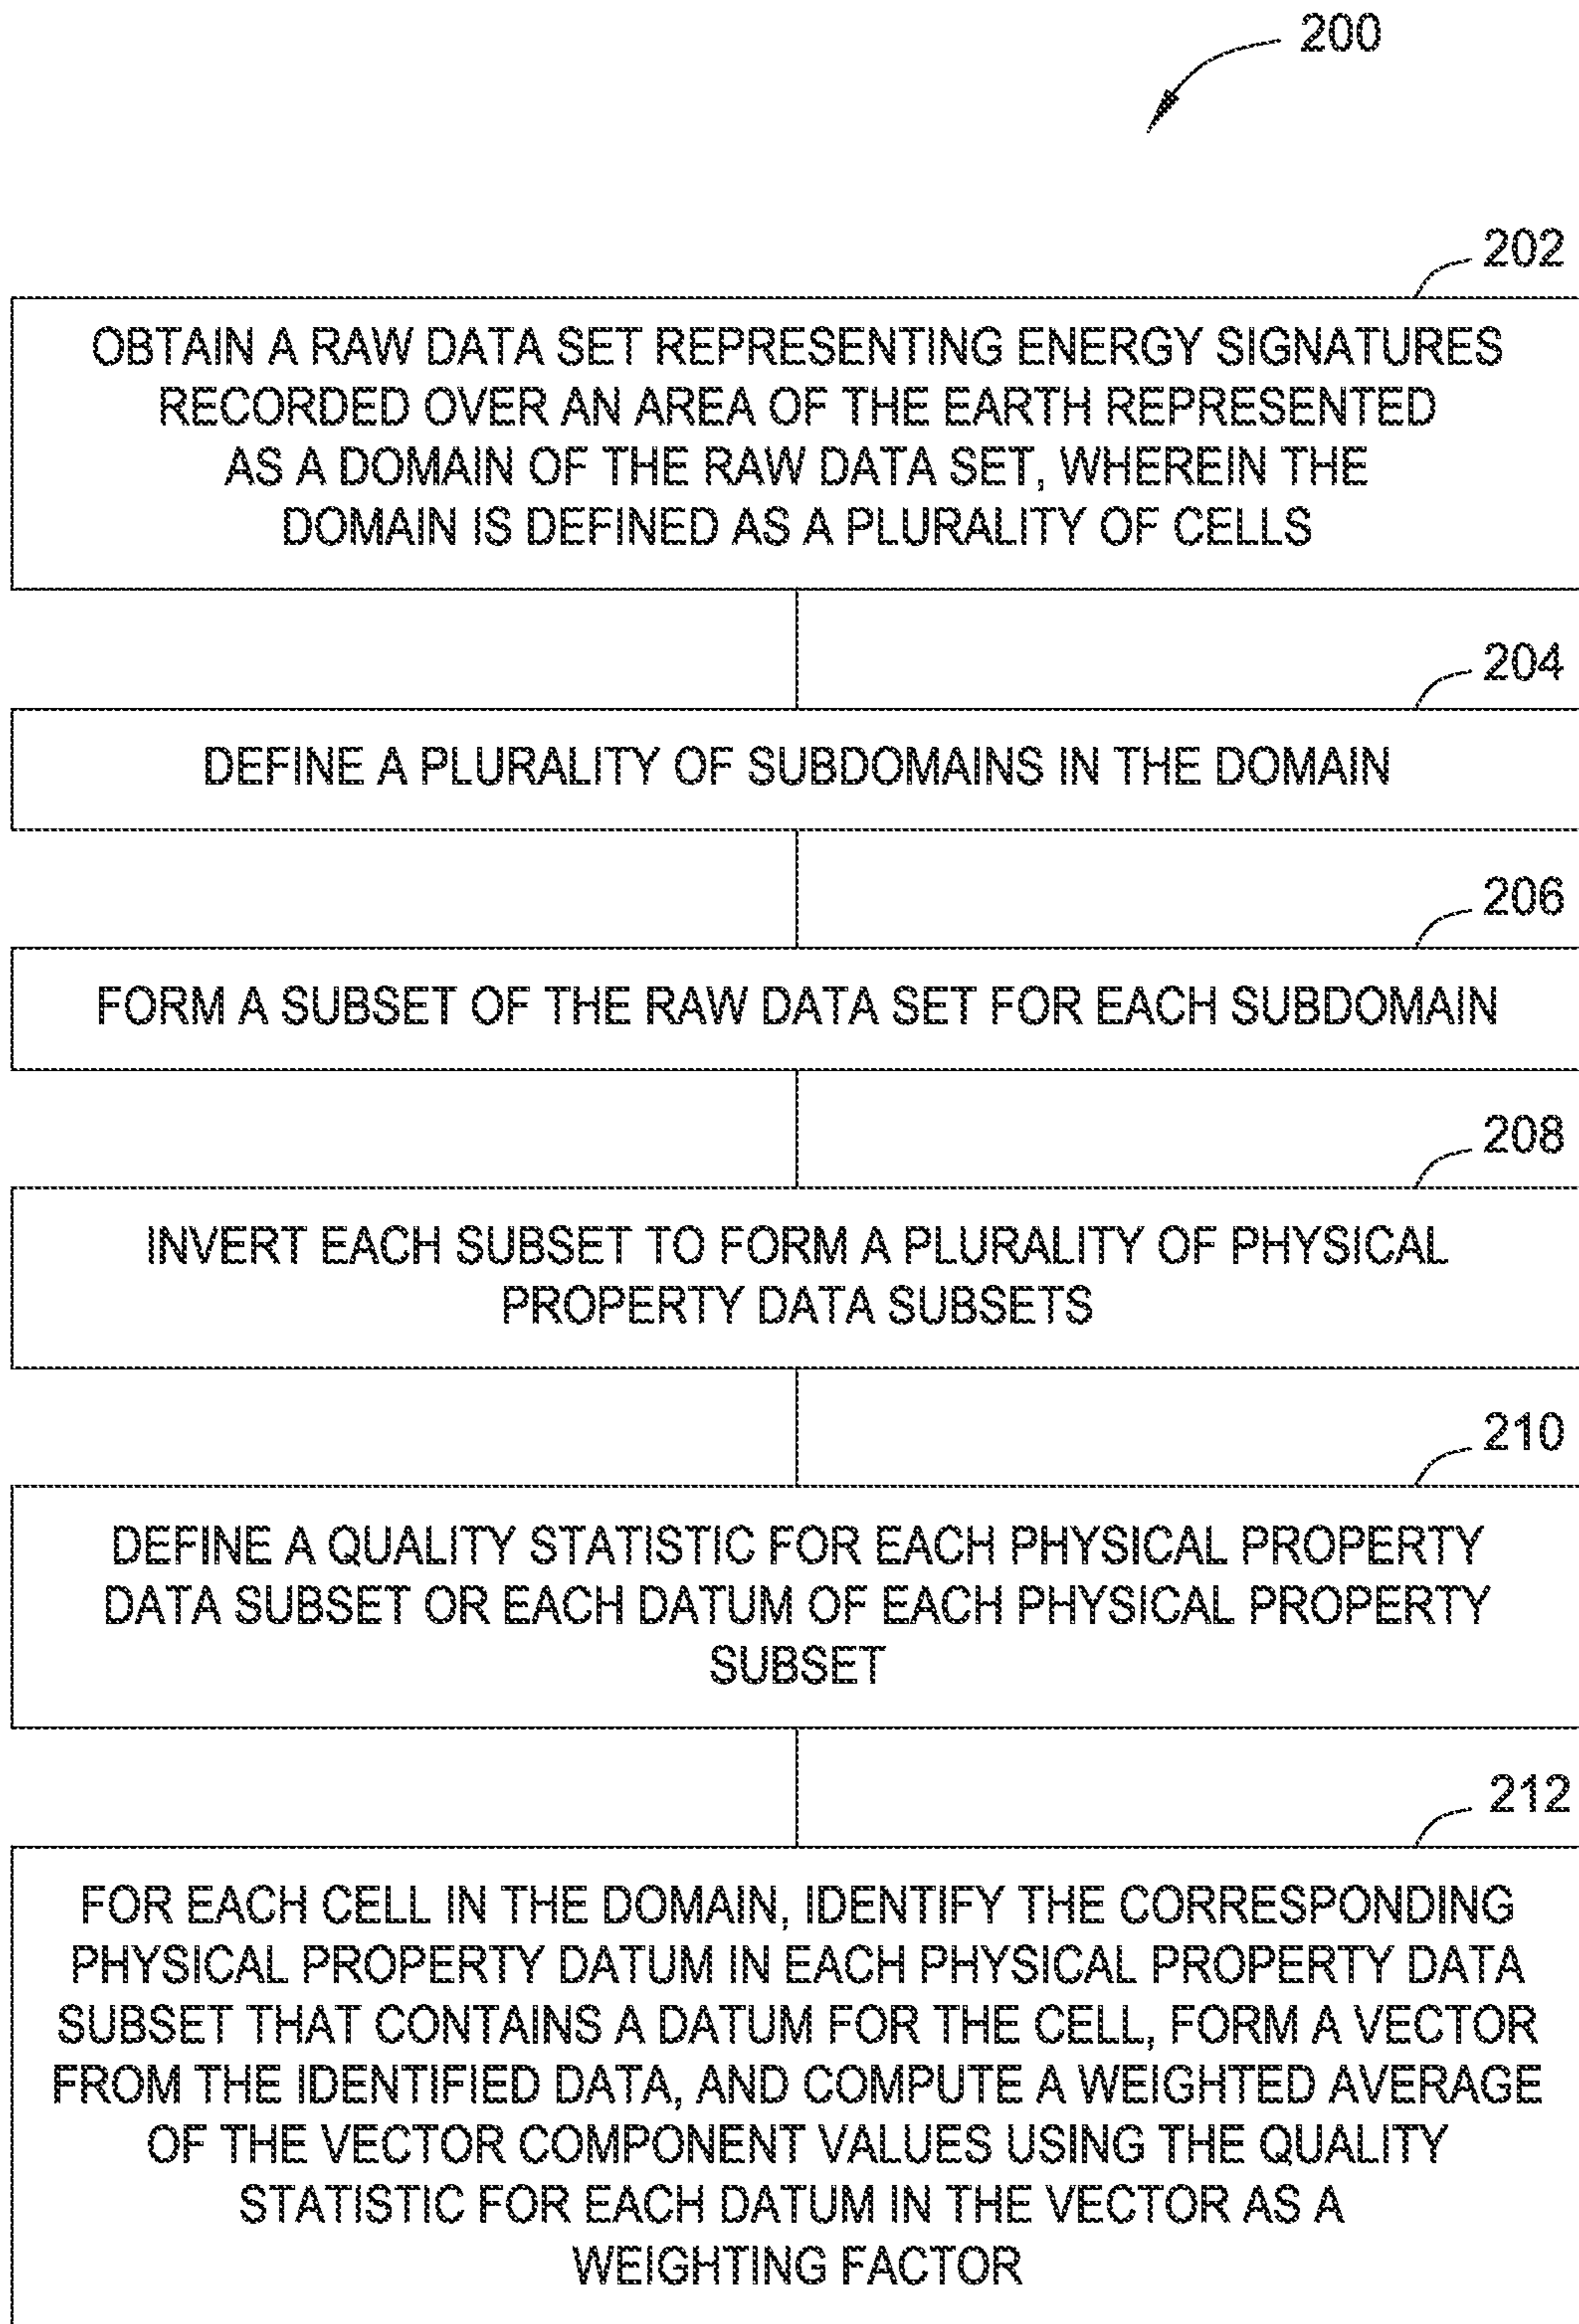 200
202
OBTAIN A RAW DATA SET REPRESENTING ENERGY SIGNATURES
RECORDED OVER AN AREA OF THE EARTH REPRESENTED
AS A DOMAIN OF THE RAW DATA SET, WHEREIN THE
DOMAIN IS DEFINED AS A PLURALITY OF CELLS
204
DEFINE A PLURALITY OF SUBDOMAINS IN THE DOMAIN
206
FORM A SUBSET OF THE RAW DATA SET FOR EACH SUBDOMAIN
208
INVERT EACH SUBSET TO FORM A PLURALITY OF PHYSICAL
PROPERTY DATA SUBSETS
210
DEFINE A QUALITY STATISTIC FOR EACH PHYSICAL PROPERTY
DATA SUBSET OR EACH DATUM OF EACH PHYSICAL PROPERTY
SUBSET
212
FOR EACH CELL IN THE DOMAIN, IDENTIFY THE CORRESPONDING
PHYSICAL PROPERTY DATUM IN EACH PHYSICAL PROPERTY DATA
SUBSET THAT CONTAINS A DATUM FOR THE CELL, FORM A VECTOR
FROM THE IDENTIFIED DATA, AND COMPUTE A WEIGHTED AVERAGE
OF THE VECTOR COMPONENT VALUES USING THE QUALITY
STATISTIC FOR EACH DATUM IN THE VECTOR AS A
WEIGHTING FACTOR